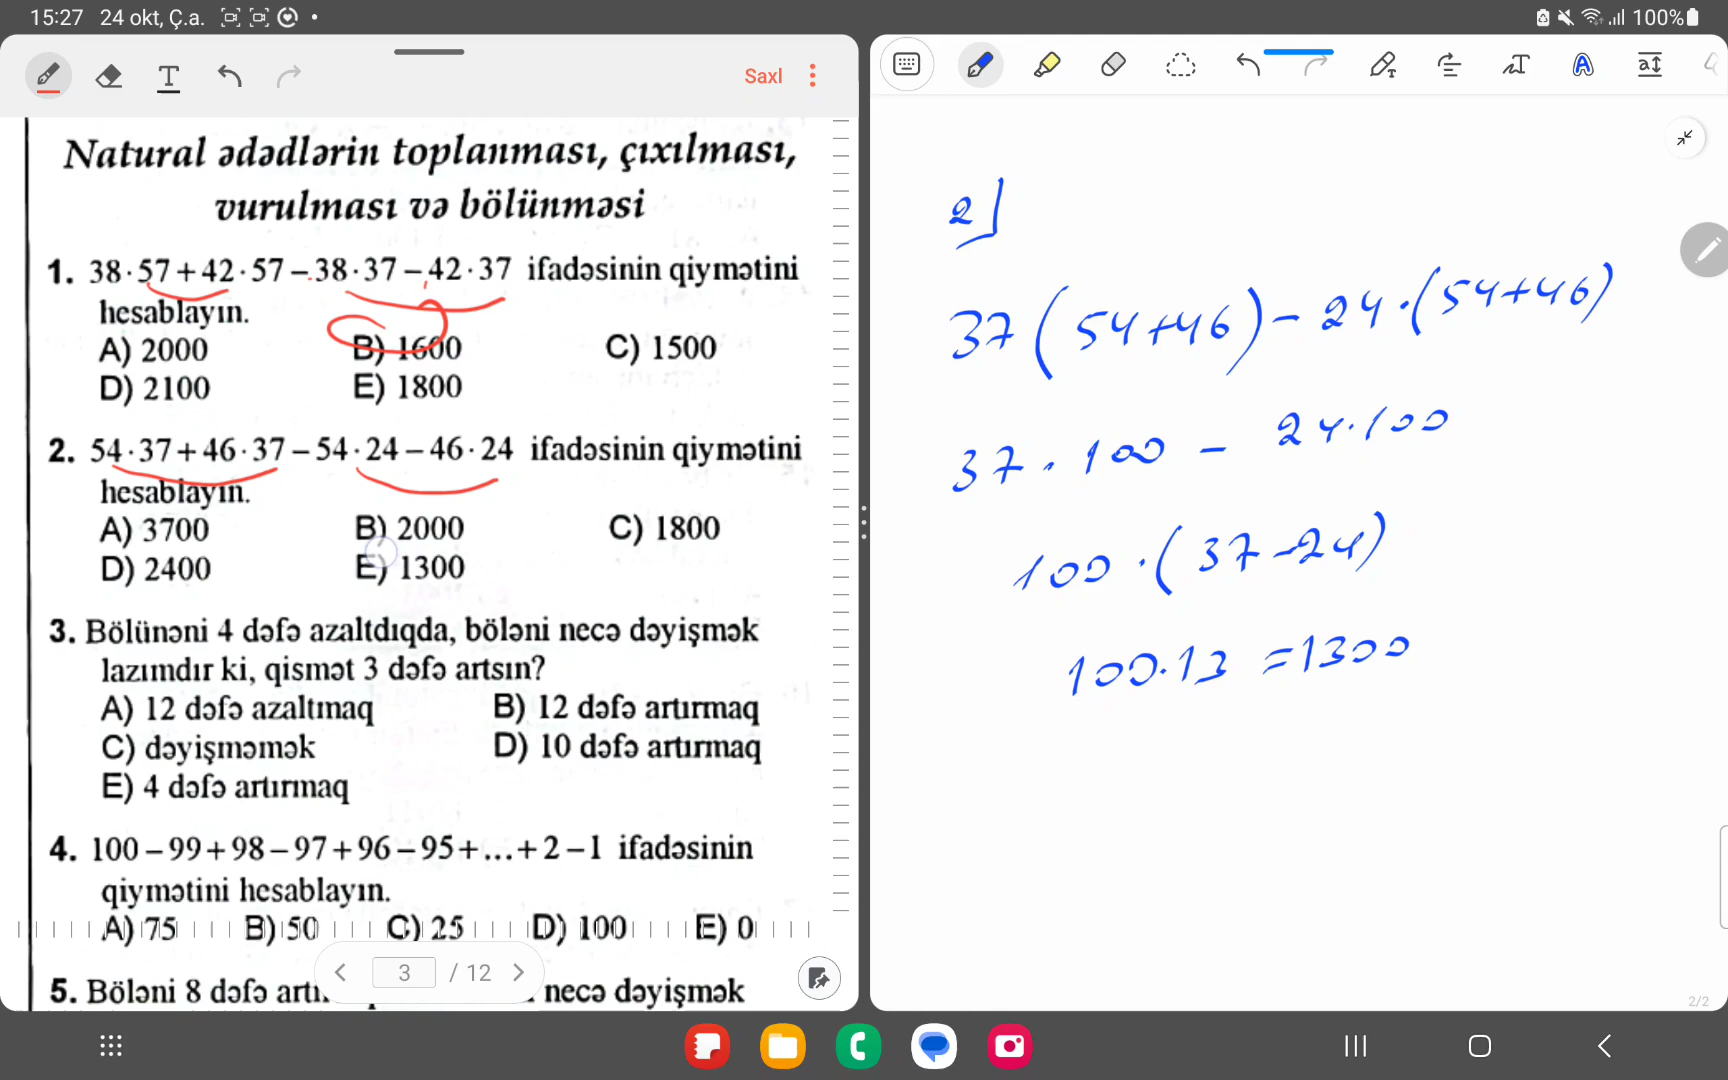 15:27 24 okt, Ç.a.
100%
Saxl
Natural ədədlərin toplanması, çıxılması,
vurulması və bölünməsi
1. 38·57+42·57–38·37–42·37 ifadəsinin qiymətini
hesablayın.
A) 2000 B) 1600 C) 1500
D) 2100 E) 1800
2. 54·37+46·37–54·24–46·24 ifadəsinin qiymətini
hesablayın.
A) 3700 B) 2000 C) 1800
D) 2400 E) 1300
3. Bölünəni 4 dəfə azaltdıqda, böləni necə dəyişmək
lazımdır ki, qismət 3 dəfə artsın?
A) 12 dəfə azaltmaq B) 12 dəfə artırmaq
C) dəyişməmək D) 10 dəfə artırmaq
E) 4 dəfə artırmaq
4. 100–99+98–97+96–95+...+2–1 ifadəsinin
qiymətini hesablayın.
A) 75 B) 50 C) 25 D) 100 E) 0
5. Böləni 8 dəfə necə dəyişmək
3 / 12
2)
37(54+46)–24·(54+46)
37·100–24·100
100·(37–24)
100·13=1300
2/2